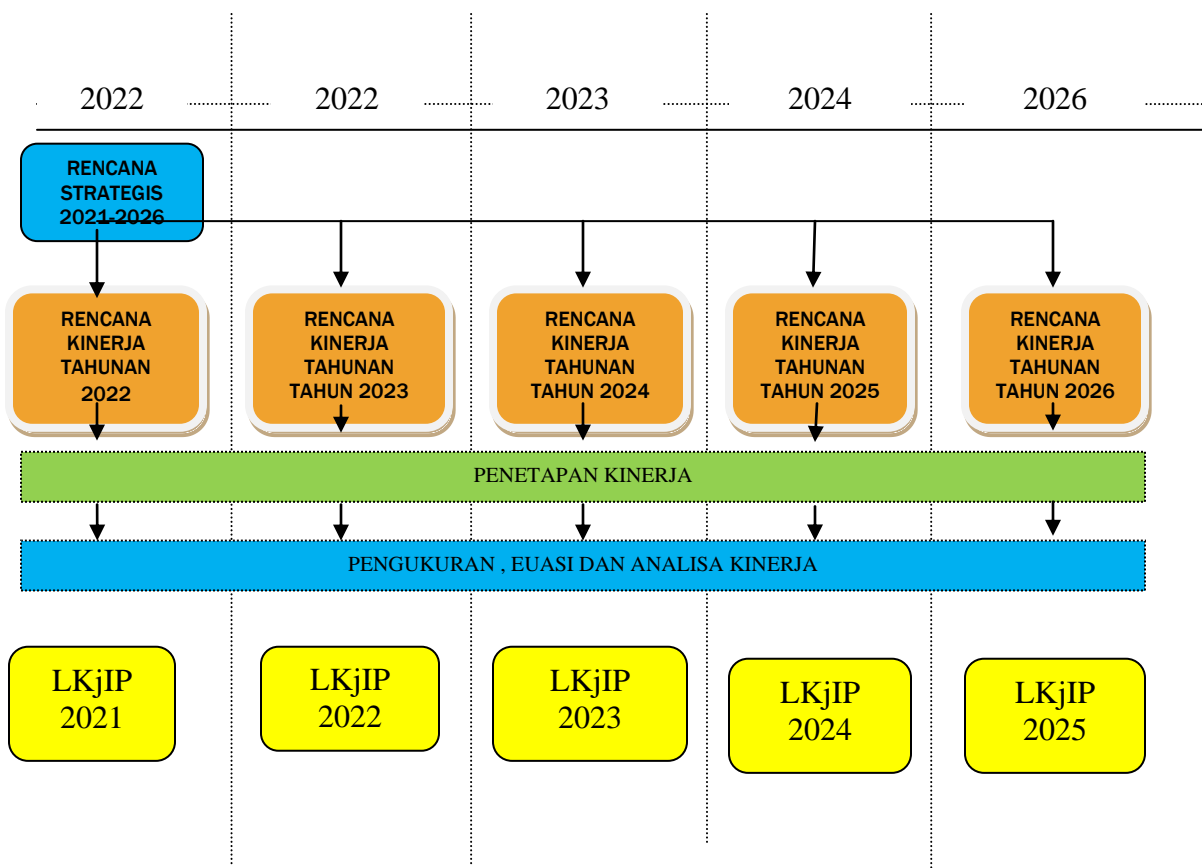 2022
2022
2023
2024
2026
RENCANA
STRATEGIS
2021-2026
RENCANA
KINERJA
TAHUNAN
2022
RENCANA
KINERJA
TAHUNAN
TAHUN 2023
RENCANA
KINERJA
TAHUNAN
TAHUN 2024
RENCANA
KINERJA
TAHUNAN
TAHUN 2025
RENCANA
KINERJA
TAHUNAN
TAHUN 2026
PENETAPAN KINERJA
PENGUKURAN , EUASI DAN ANALISA KINERJA
LKjIP
2021
LKjIP
2022
LKjIP
2023
LKjIP
2024
LKjIP
2025